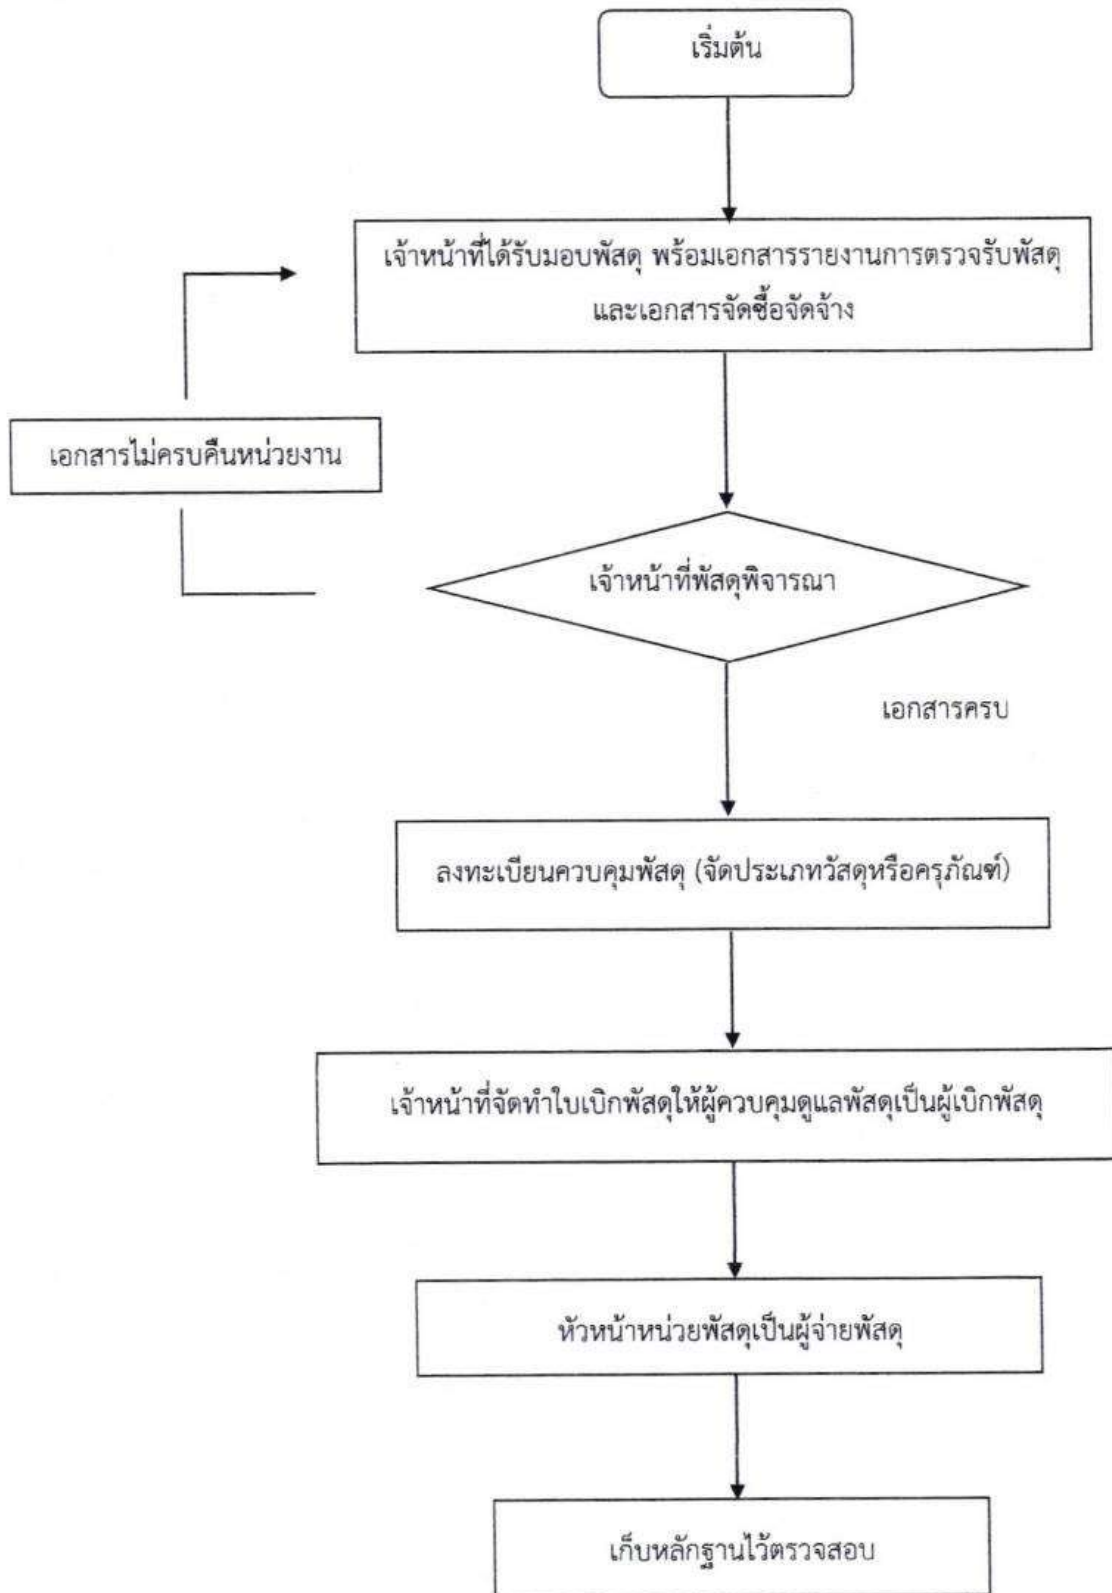 เริ่มต้น
เจ้าหน้าที่ได้รับมอบพัสดุ พร้อมเอกสารรายงานการตรวจรับพัสดุ
และเอกสารจัดซื้อจัดจ้าง
เอกสารไม่ครบคืนหน่วยงาน
เจ้าหน้าที่พัสดุพิจารณา
เอกสารครบ
ลงทะเบียนควบคุมพัสดุ (จัดประเภทวัสดุหรือครุภัณฑ์)
เจ้าหน้าที่จัดทำใบเบิกพัสดุให้ผู้ควบคุมดูแลพัสดุเป็นผู้เบิกพัสดุ
หัวหน้าหน่วยพัสดุเป็นผู้จ่ายพัสดุ
เก็บหลักฐานไว้ตรวจสอบ